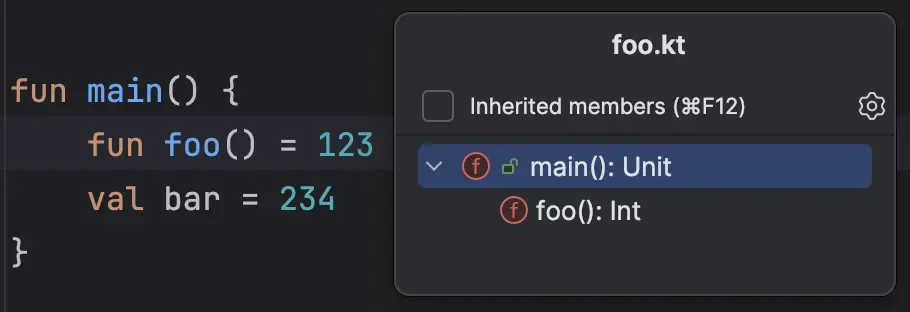 fun main() {
fun foo() = 123
val bar = 234
}
foo.kt
Inherited members (⌘F12)
f main(): Unit
f foo(): Int